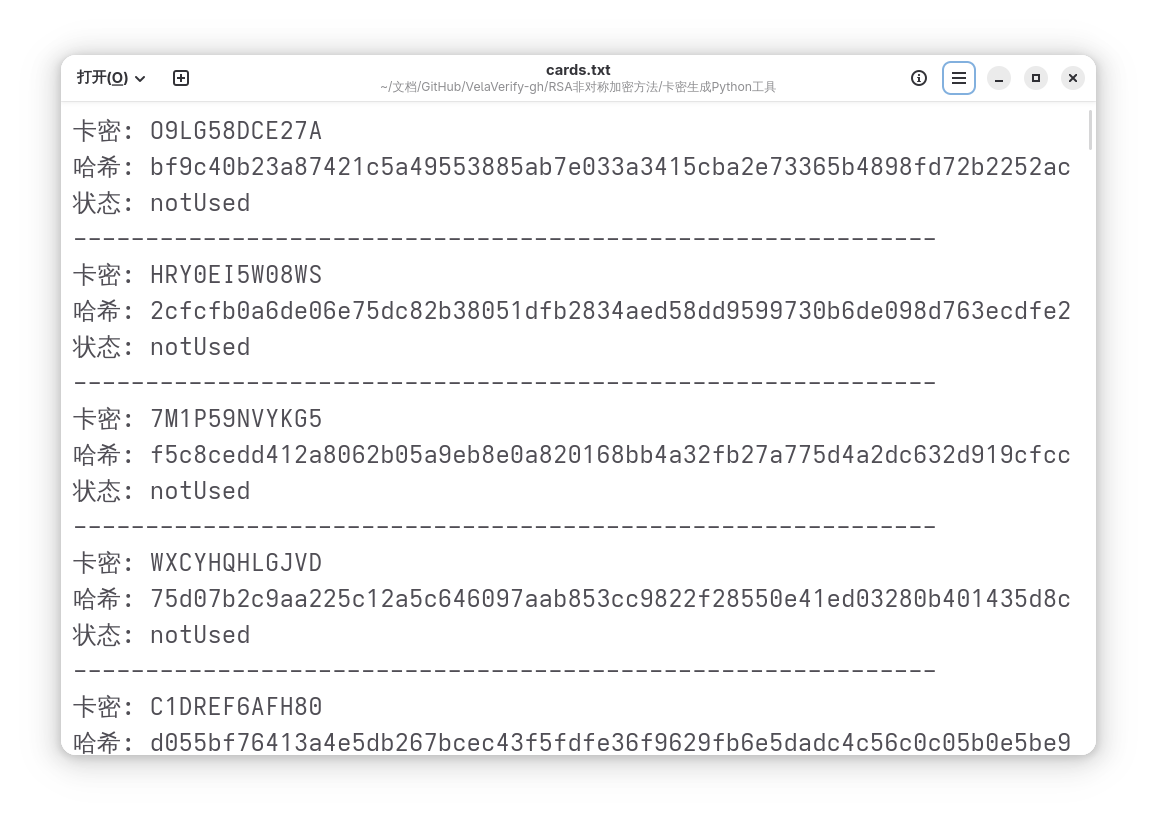 打开(O)
cards.txt
~/文档/GitHub/VelaVerify-gh/RSA非对称加密方法/卡密生成Python工具
卡密: O9LG58DCE27A
哈希: bf9c40b23a87421c5a49553885ab7e033a3415cba2e73365b4898fd72b2252ac
状态: notUsed
------------------------------------------------------------
卡密: HRY0EI5W08WS
哈希: 2cfcfb0a6de06e75dc82b38051dfb2834aed58dd9599730b6de098d763ecdfe2
状态: notUsed
------------------------------------------------------------
卡密: 7M1P59NVYKG5
哈希: f5c8cedd412a8062b05a9eb8e0a820168bb4a32fb27a775d4a2dc632d919cfcc
状态: notUsed
------------------------------------------------------------
卡密: WXCYHQHLGJVD
哈希: 75d07b2c9aa225c12a5c646097aab853cc9822f28550e41ed03280b401435d8c
状态: notUsed
------------------------------------------------------------
卡密: C1DREF6AFH80
哈希: d055bf76413a4e5db267bcec43f5fdfe36f9629fb6e5dadc4c56c0c05b0e5be9